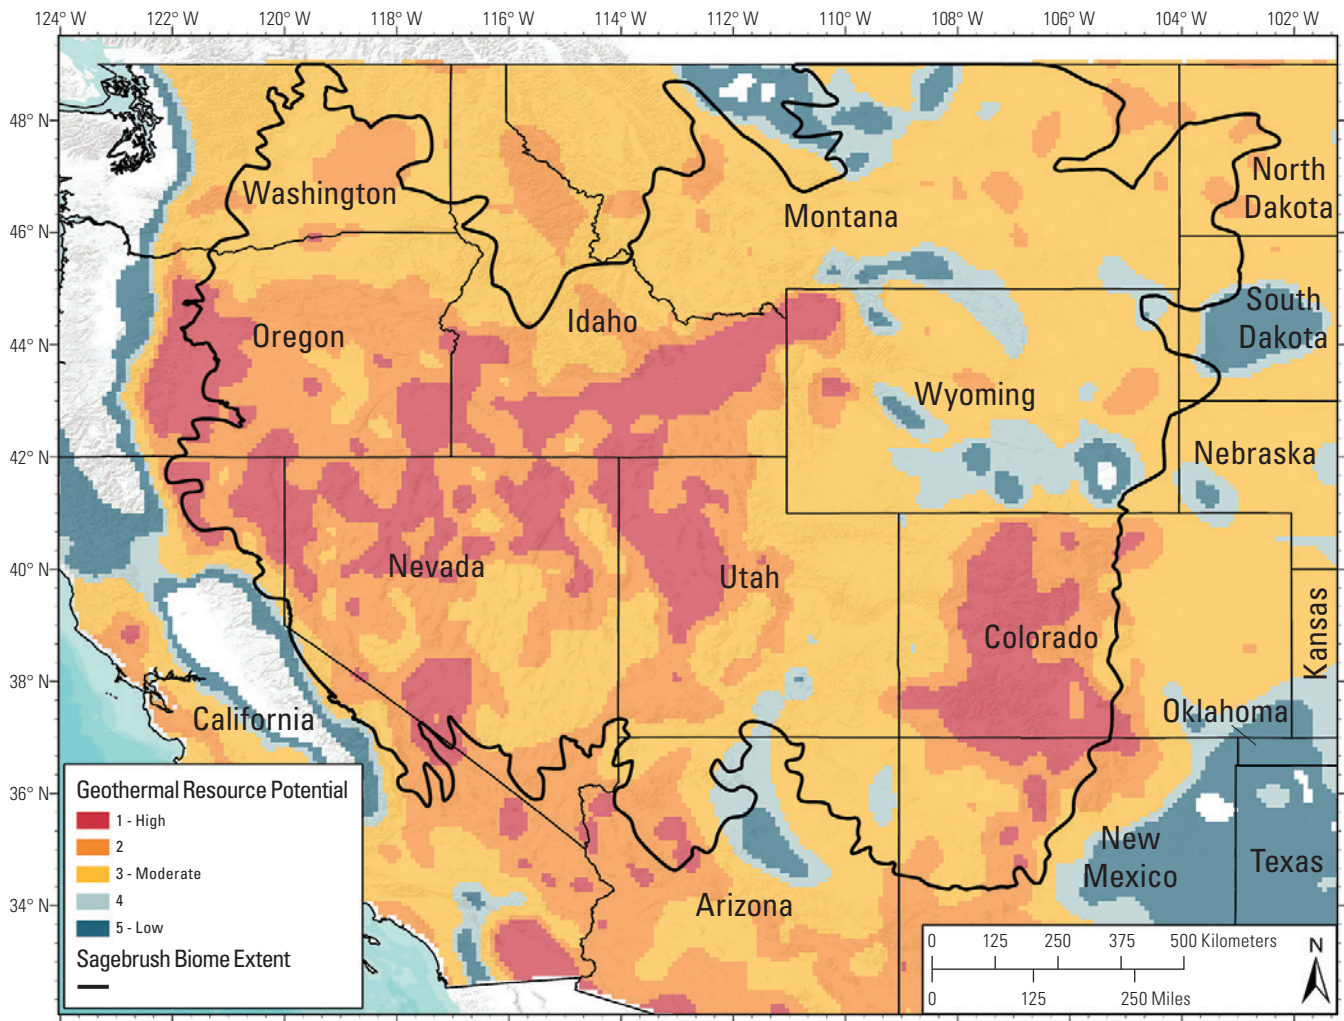 124° W 122° W 120° W 118° W 116° W 114° W 112° W 110° W 108° W 106° W 104° W 102° W
48° N
46° N
44° N
42° N
40° N
38° N
36° N
34° N
Washington
Montana
North
Dakota
Oregon
Idaho
South
Dakota
Wyoming
Nebraska
Nevada
Utah
Colorado
Kansas
California
Oklahoma
New
Mexico
Texas
Arizona
Geothermal Resource Potential
1 - High
2
3 - Moderate
4
5 - Low
Sagebrush Biome Extent
0 125 250 375 500 Kilometers
0 125 250 Miles
N